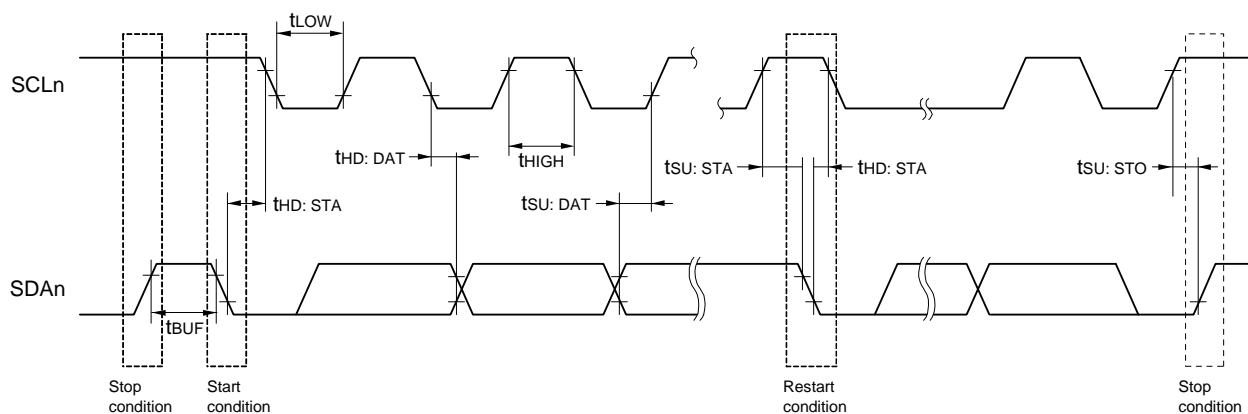 tLOW
SCLn
tHD: DAT
tHIGH
tSU: STA
tHD: STA
tSU: STO
tHD: STA
tSU: DAT
SDAn
tBUF
Stop
condition
Start
condition
Restart
condition
Stop
condition